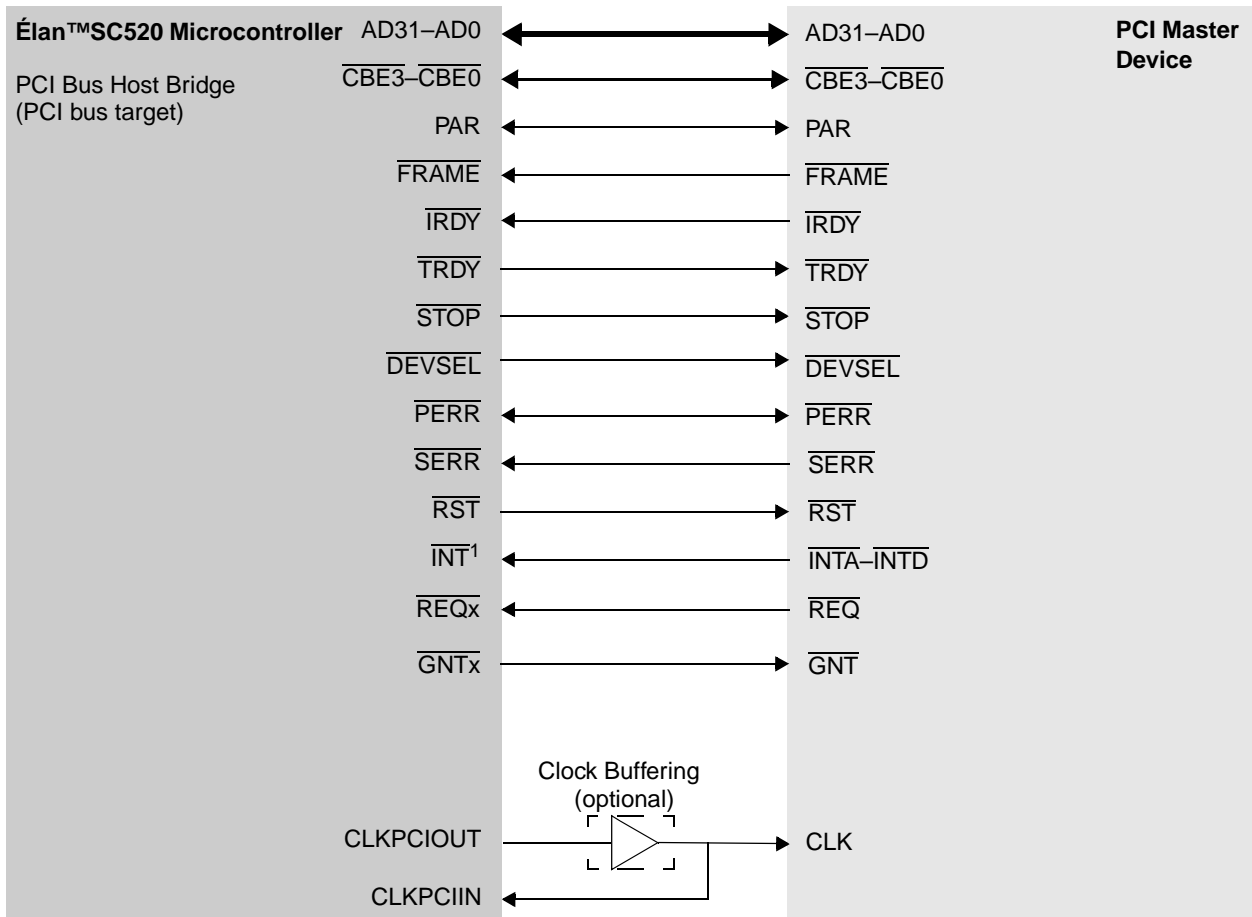 Élan™SC520 Microcontroller AD31–AD0 AD31–AD0 PCI Master
Device
PCI Bus Host Bridge
(PCI bus target)
CBE3–CBE0 CBE3–CBE0
PAR PAR
FRAME FRAME
IRDY IRDY
TRDY TRDY
STOP STOP
DEVSEL DEVSEL
PERR PERR
SERR SERR
RST RST
INT1 INTA–INTD
REQx REQ
GNTx GNT
Clock Buffering
(optional)
CLKPCIOUT CLK
CLKPCIIN